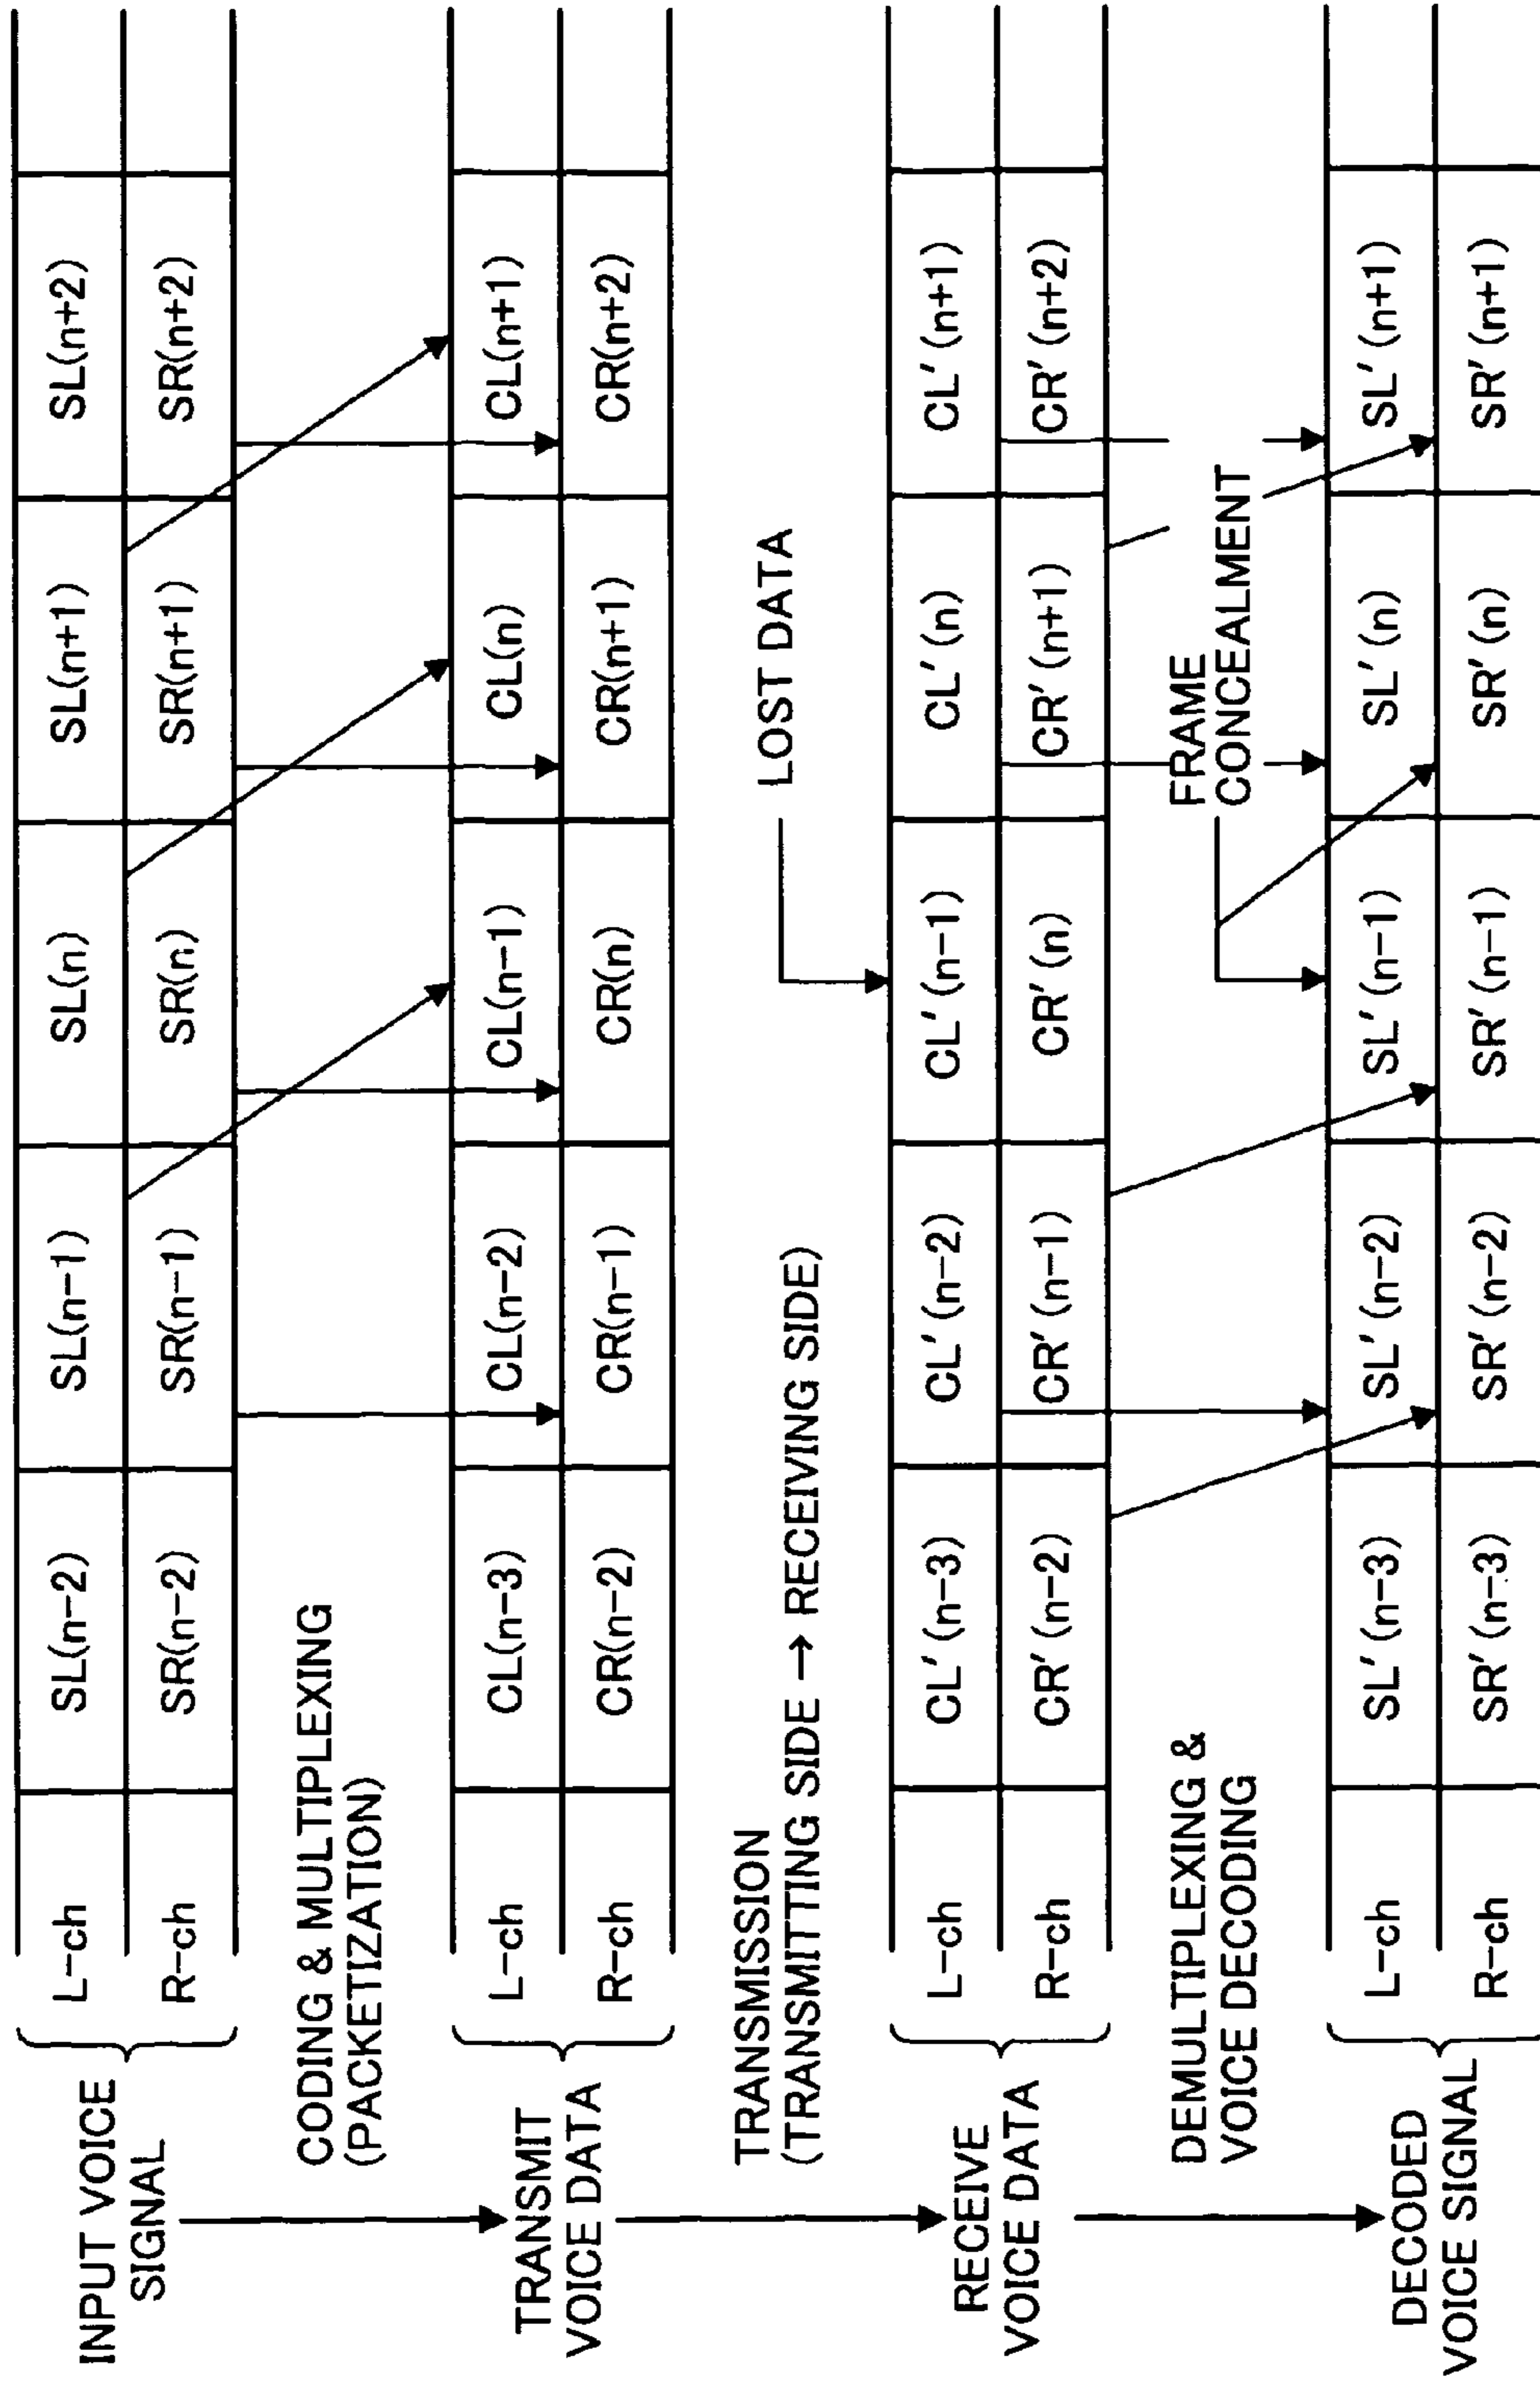 INPUT VOICE
SIGNAL
L-ch SL(n-2) SL(n-1) SL(n) SL(n+1) SL(n+2)
R-ch SR(n-2) SR(n-1) SR(n) SR(n+1) SR(n+2)
CODING & MULTIPLEXING
(PACKETIZATION)
TRANSMIT
VOICE DATA
L-ch CL(n-3) CL(n-2) CL(n-1) CL(n) CL(n+1)
R-ch CR(n-2) CR(n-1) CR(n) CR(n+1) CR(n+2)
TRANSMISSION
(TRANSMITTING SIDE → RECEIVING SIDE)
LOST DATA
RECEIVE
VOICE DATA
L-ch CL'(n-3) CL'(n-2) CL'(n-1) CL'(n) CL'(n+1)
R-ch CR'(n-2) CR'(n-1) CR'(n) CR'(n+1) CR'(n+2)
DEMULTIPLEXING &
VOICE DECODING
FRAME
CONCEALMENT
DECODED
VOICE SIGNAL
L-ch SL'(n-3) SL'(n-2) SL'(n-1) SL'(n) SL'(n+1)
R-ch SR'(n-3) SR'(n-2) SR'(n-1) SR'(n) SR'(n+1)